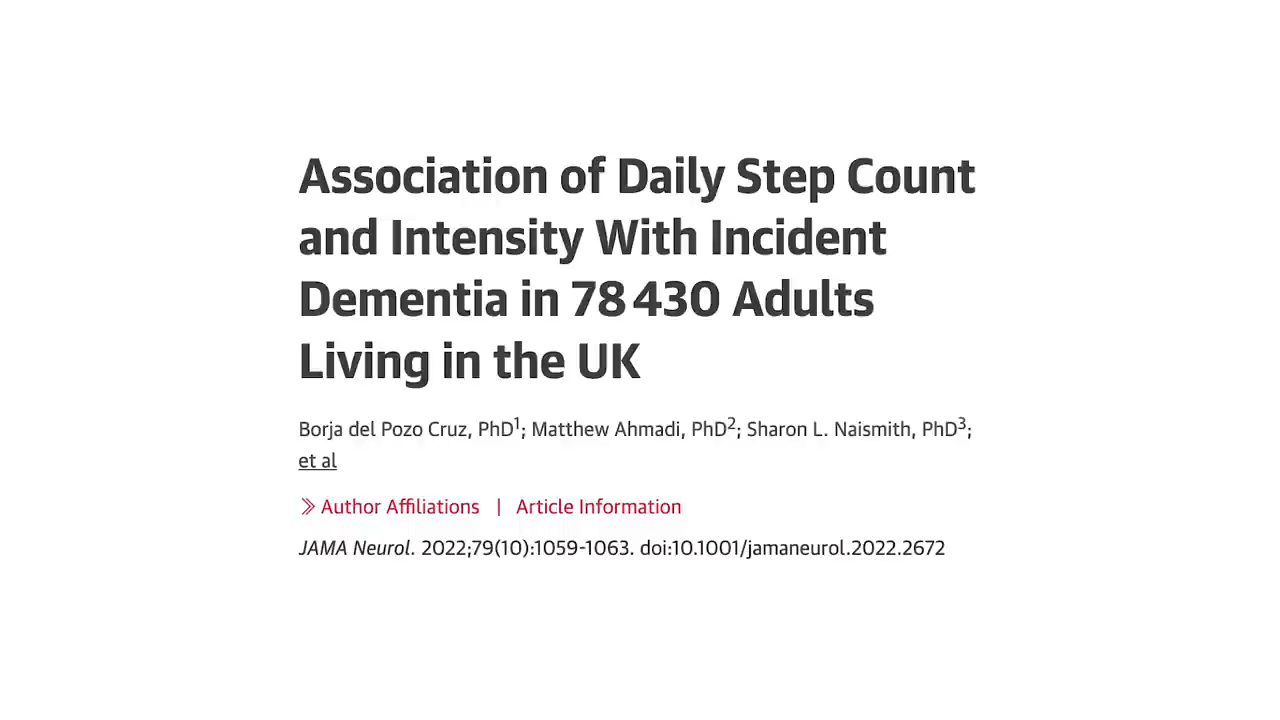 Association of Daily Step Count
and Intensity With Incident
Dementia in 78 430 Adults
Living in the UK
Borja del Pozo Cruz, PhD1; Matthew Ahmadi, PhD2; Sharon L. Naismith, PhD3;
et al
Author Affiliations | Article Information
JAMA Neurol. 2022;79(10):1059-1063. doi:10.1001/jamaneurol.2022.2672